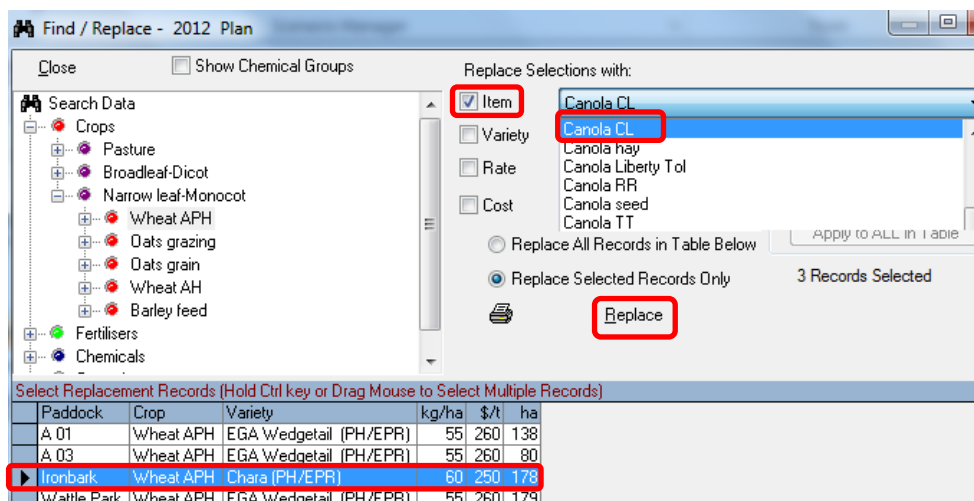 Find / Replace - 2012 Plan
Close
Show Chemical Groups
Search Data
Crops
Pasture
Broadleaf-Dicot
Narrow leaf-Monocot
Wheat APH
Oats grazing
Oats grain
Wheat AH
Barley feed
Fertilisers
Chemicals
Replace Selections with:
Item
Canola CL
Variety
Rate
Cost
Canola CL
Canola hay
Canola Liberty Tol
Canola RR
Canola seed
Canola TT
Apply to ALL in Table
Replace All Records in Table Below
Replace Selected Records Only
3 Records Selected
Replace
Select Replacement Records (Hold Ctrl key or Drag Mouse to Select Multiple Records)
Paddock Crop Variety kg/ha $/t ha
A 01 Wheat APH EGA Wedgetail (PH/EPR) 55 260 138
A 03 Wheat APH EGA Wedgetail (PH/EPR) 55 260 80
Ironbark Wheat APH Chara (PH/EPR) 60 250 178
Wattle Park Wheat APH EGA Wedgetail (PH/EPR) 55 260 179